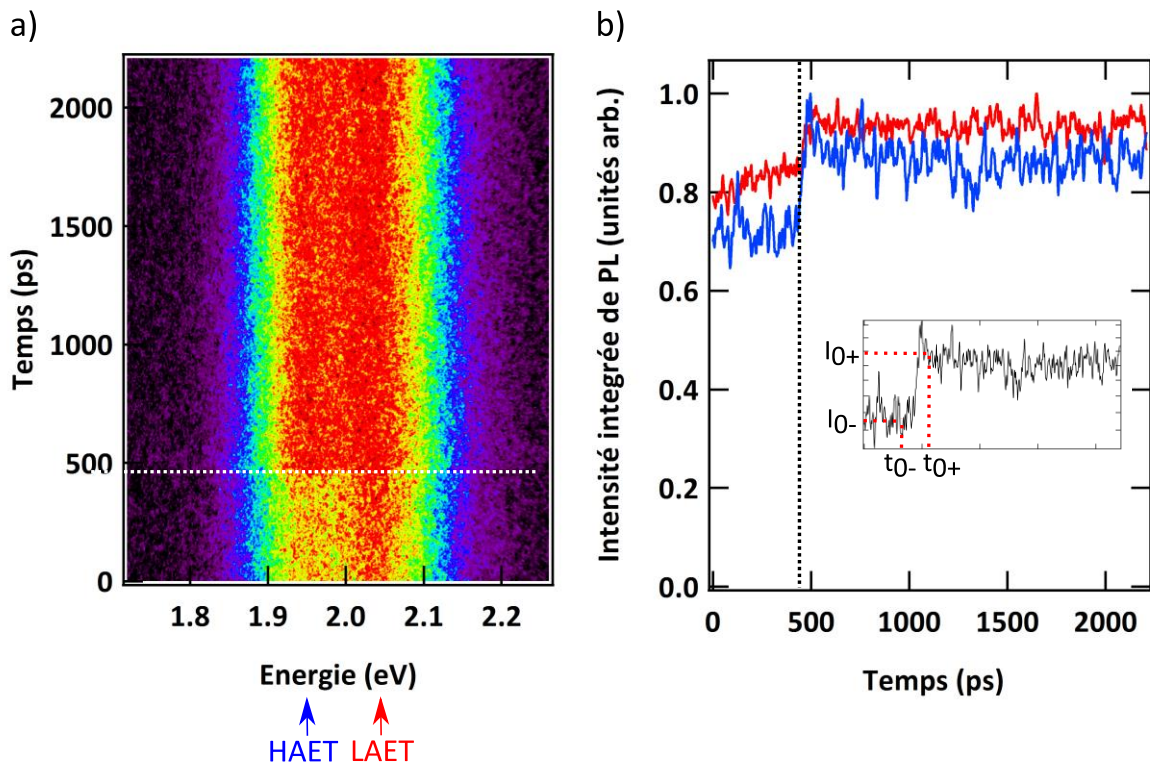 a)
2000
1500
1000
500
0
Temps (ps)
1.8 1.9 2.0 2.1 2.2
Energie (eV)
HAET LAET
b)
1.0
0.8
0.6
0.4
0.2
0.0
Intensité integrée de PL (unités arb.)
I0+
I0-
t0- t0+
0 500 1000 1500 2000
Temps (ps)